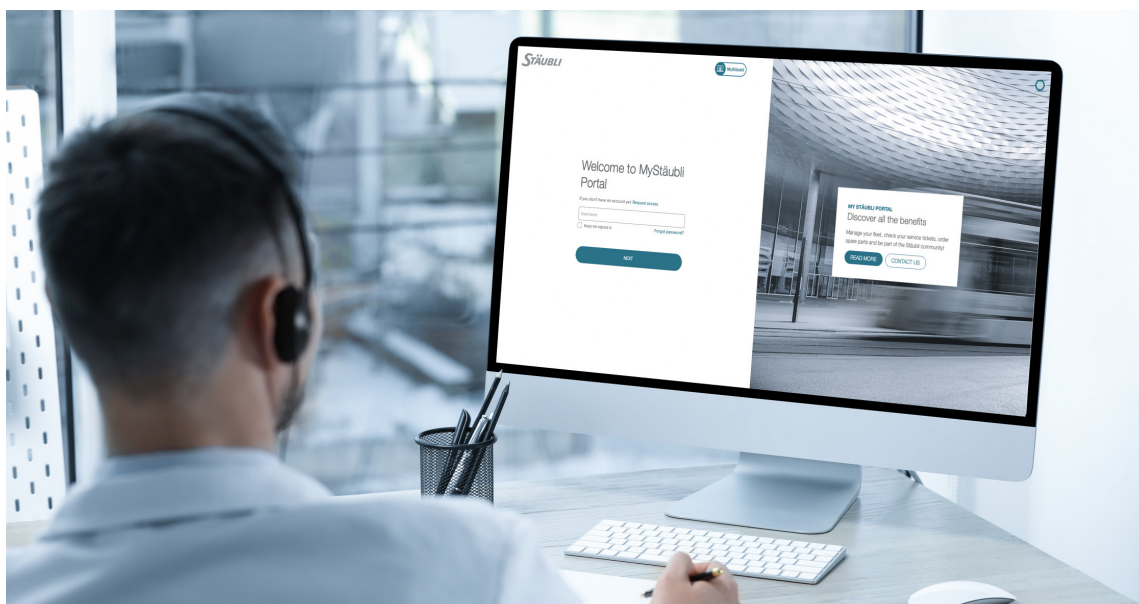 STÄUBLI
MyStäubli
Welcome to MyStäubli
Portal
If you don't have an account yet: Request access
Username
Keep me signed in
Forgot password?
NEXT
MY STÄUBLI PORTAL
Discover all the benefits
Manage your fleet, check your service tickets, order
spare parts and be part of the Stäubli community!
READ MORE
CONTACT US